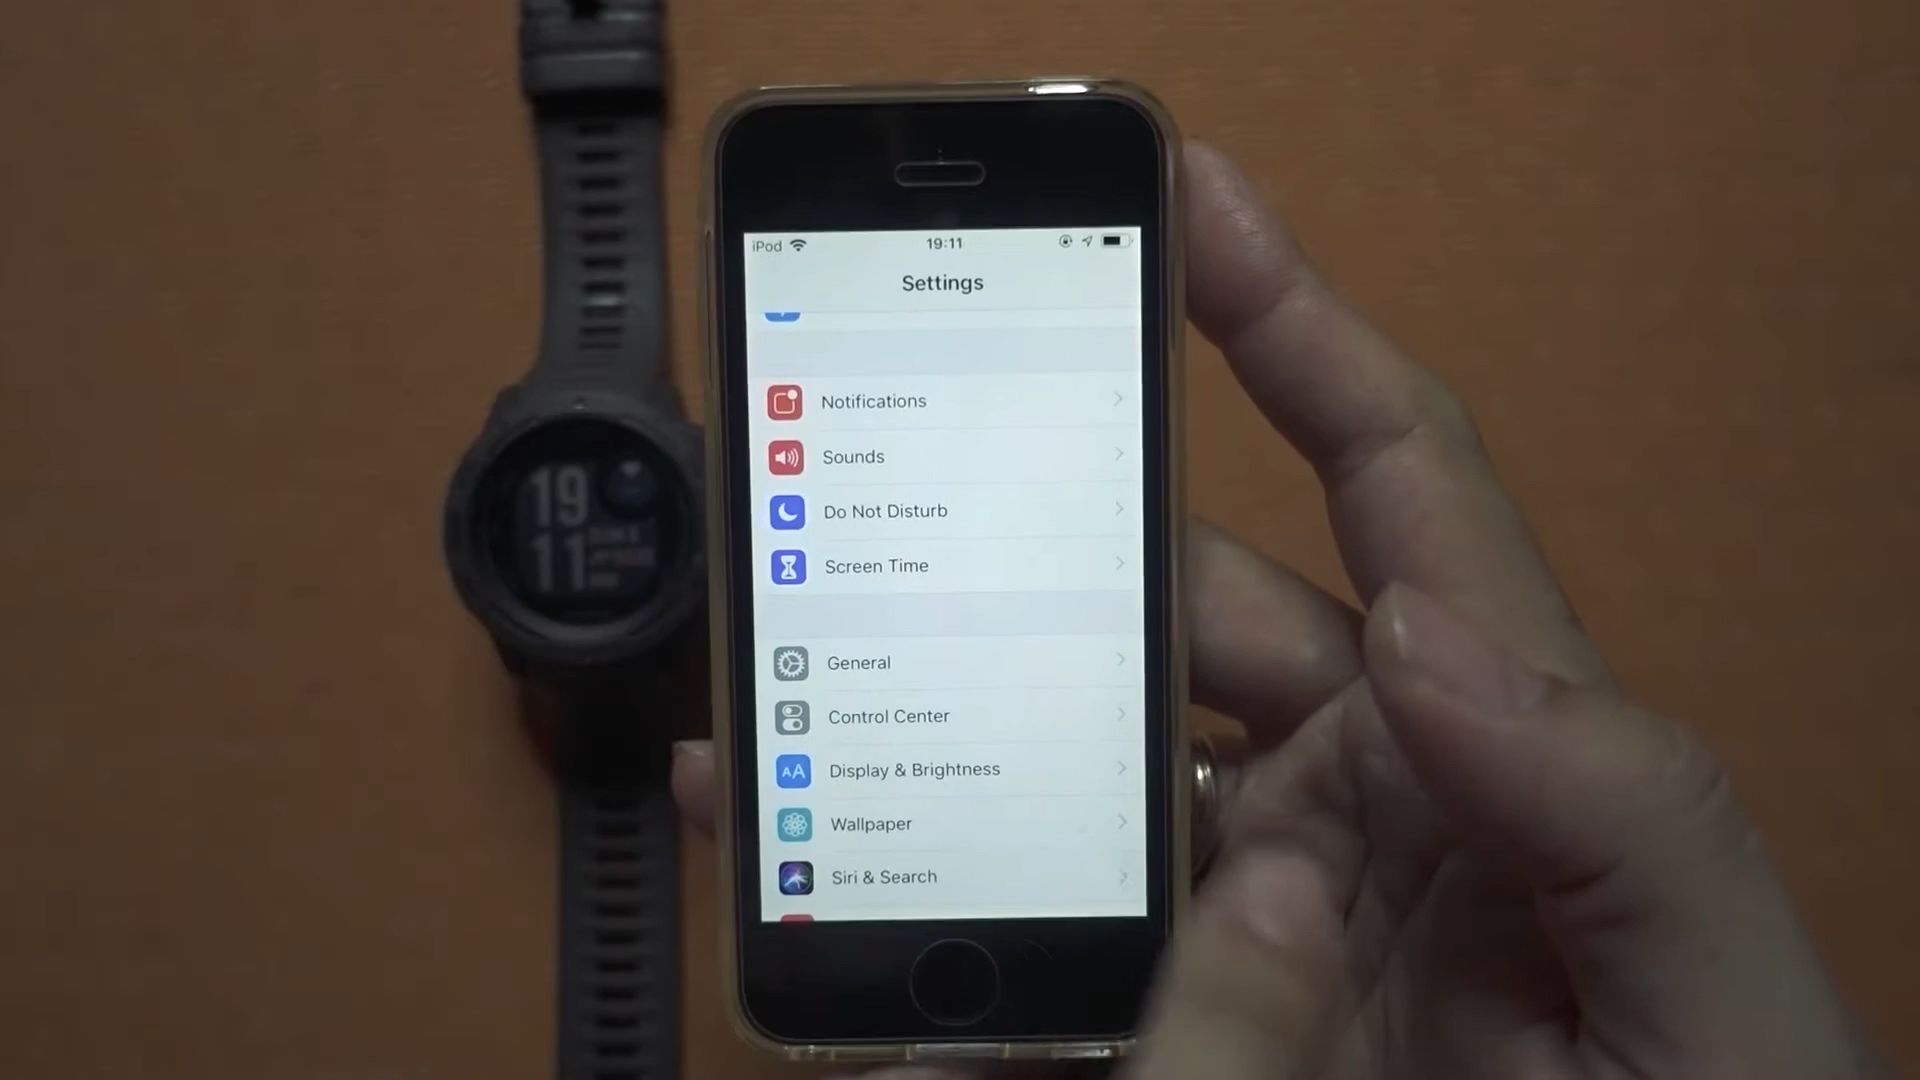 iPod 19:11
Settings
Notifications
Sounds
Do Not Disturb
Screen Time
General
Control Center
AA Display & Brightness
Wallpaper
Siri & Search
19
11